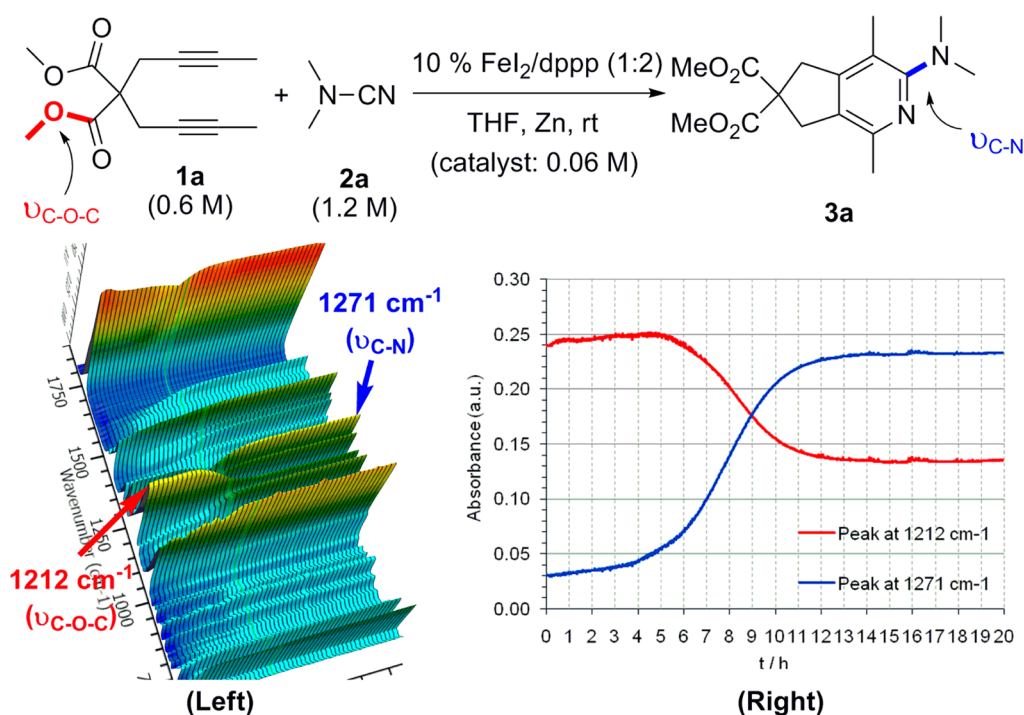 O
O
O
O
1a
(0.6 M)
υC-O-C
+
N—CN
2a
(1.2 M)
10 % FeI2/dppp (1:2)
THF, Zn, rt
(catalyst: 0.06 M)
MeO2C
MeO2C
N
N
υC-N
3a
1271 cm-1
(υC-N)
1750
1500
1250
1000
Wavenumber (cm-1)
1212 cm-1
(υC-O-C)
(Left)
0.30
0.25
0.20
0.15
0.10
0.05
0.00
Absorbance (a.u.)
Peak at 1212 cm-1
Peak at 1271 cm-1
0 1 2 3 4 5 6 7 8 9 10 11 12 13 14 15 16 17 18 19 20
t / h
(Right)